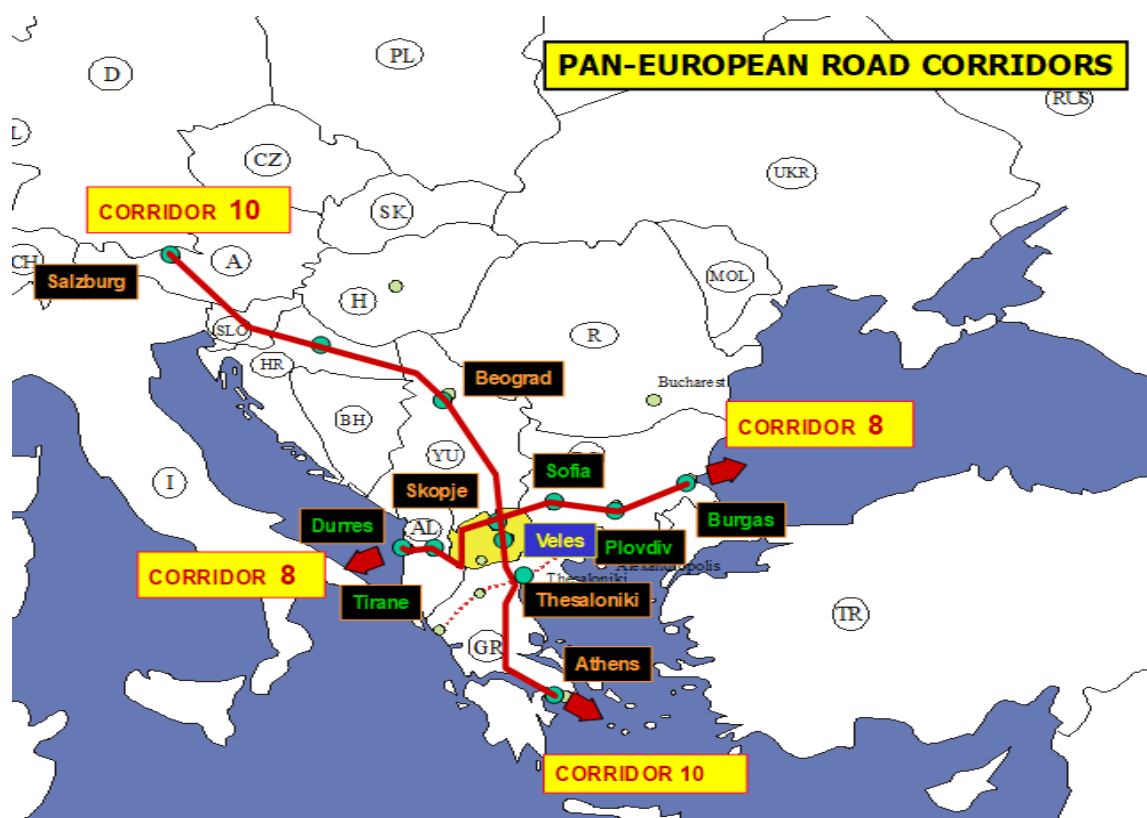 PAN-EUROPEAN ROAD CORRIDORS
PL
D
RUS
L
CZ
UKR
SK
CORRIDOR 10
CH
A
MOL
Salzburg
H
SLO
R
HR
Beograd
Bucharest
BH
CORRIDOR 8
YU
Sofia
I
Skopje
Durres
AL
Burgas
Veles
Plovdiv
CORRIDOR 8
Alexandropolis
Thesaloniki
Tirane
Thesaloniki
TR
GR
Athens
CORRIDOR 10